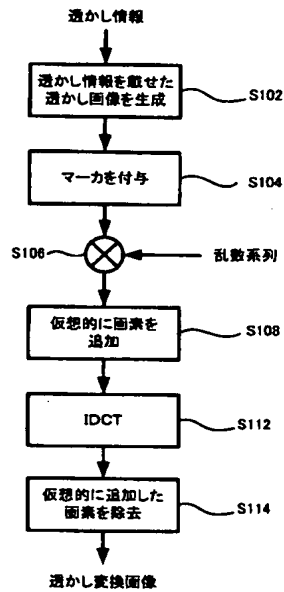 透かし情報
透かし情報を載せた
透かし画像を生成
S102
マーカを付与
S104
S106
乱数系列
仮想的に画素を
追加
S108
IDCT
S112
仮想的に追加した
画素を除去
S114
透かし変換画像